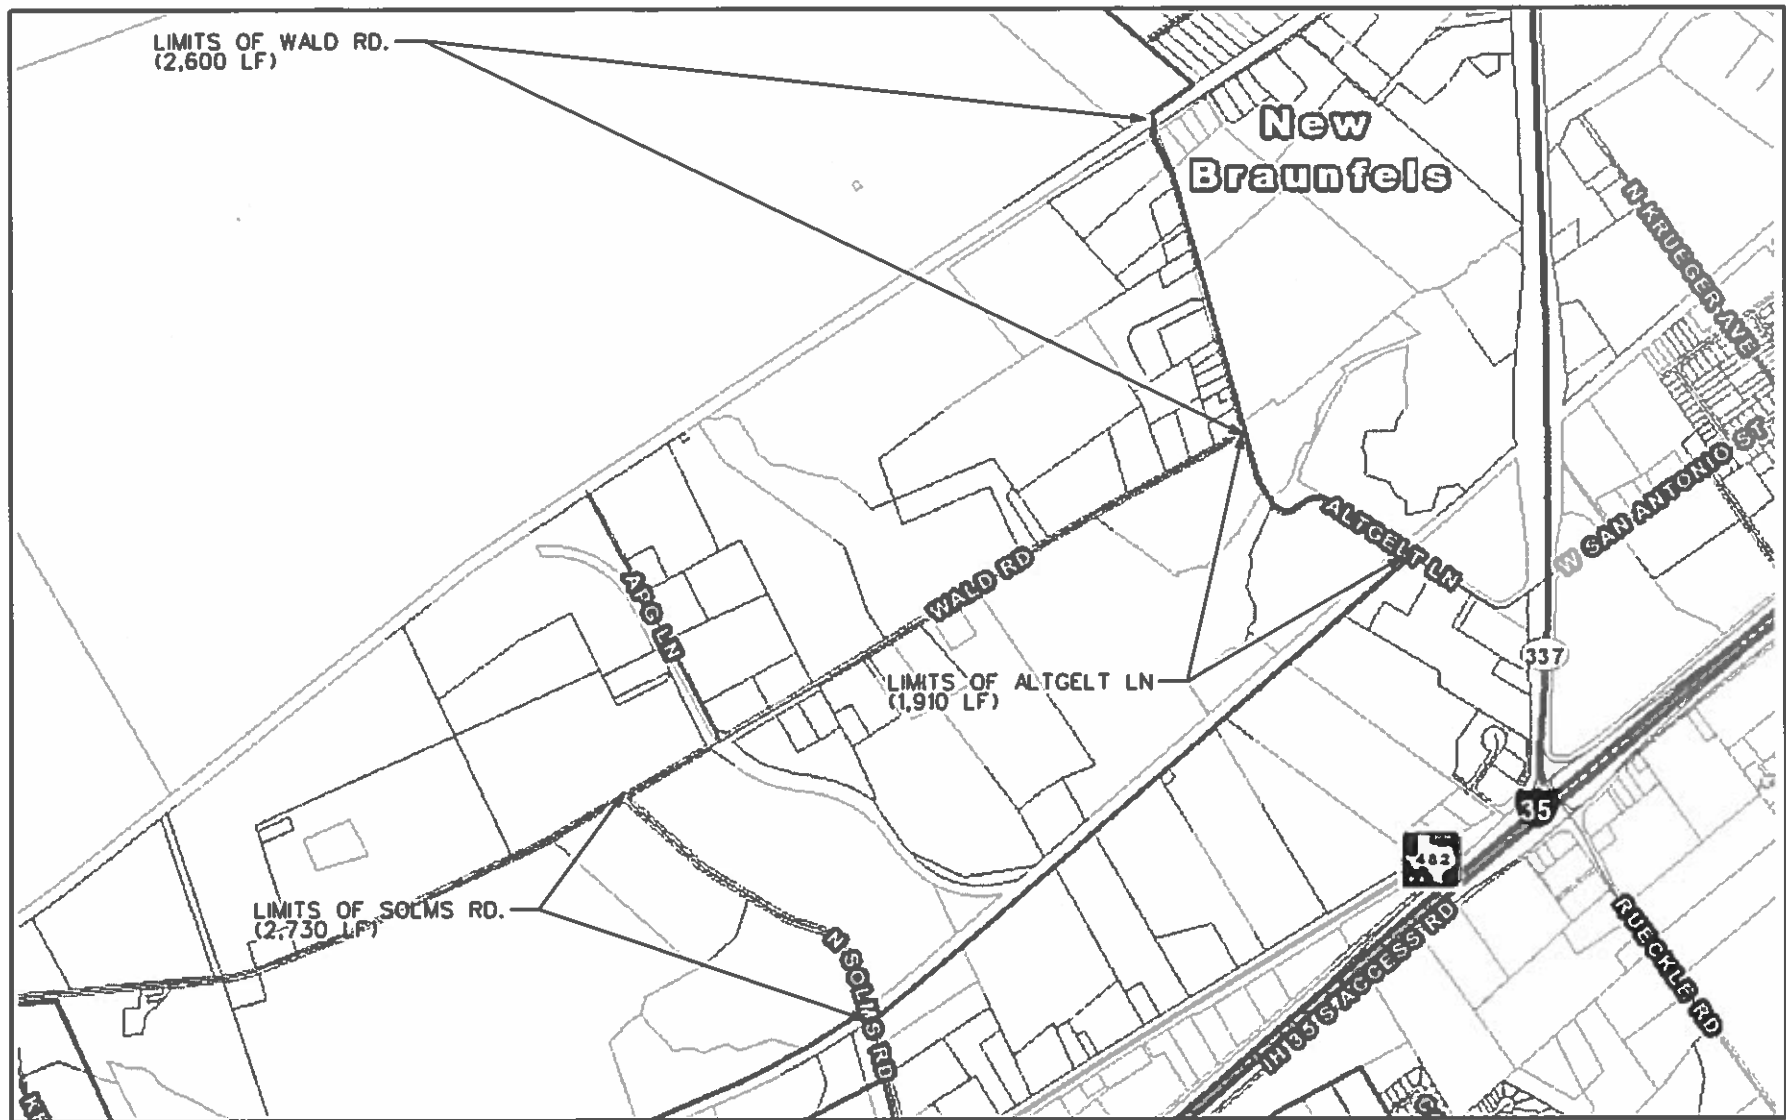 LIMITS OF WALD RD.
(2,600 LF)
New
Braunfels
N KRUEGER AVE
W SAN ANTONIO ST
ALTGELT LN
WALD RD
APG LN
337
LIMITS OF ALTGELT LN
(1,910 LF)
35
482
LIMITS OF SOLMS RD.
(2,730 LF)
N SOLMS RD
IH 35 S ACCESS RD
RUECKLE RD